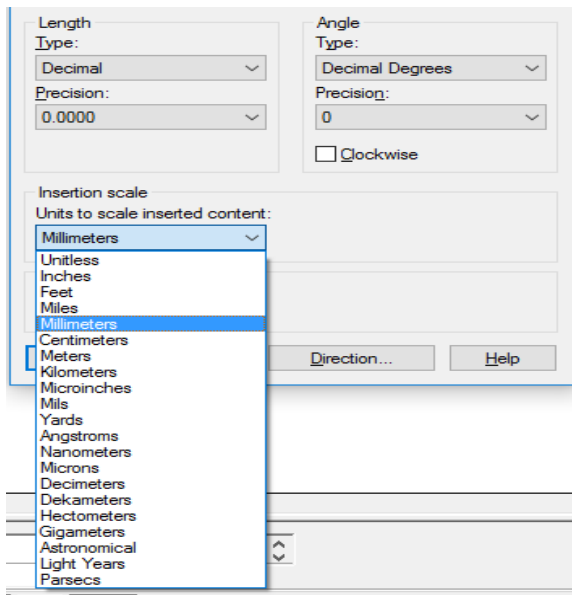 Length
Type:
Decimal
Precision:
0.0000
Angle
Type:
Decimal Degrees
Precision:
0
Clockwise
Insertion scale
Units to scale inserted content:
Millimeters
Unitless
Inches
Feet
Miles
Millimeters
Centimeters
Meters
Kilometers
Microinches
Mils
Yards
Angstroms
Nanometers
Microns
Decimeters
Dekameters
Hectometers
Gigameters
Astronomical
Light Years
Parsecs
Direction...
Help